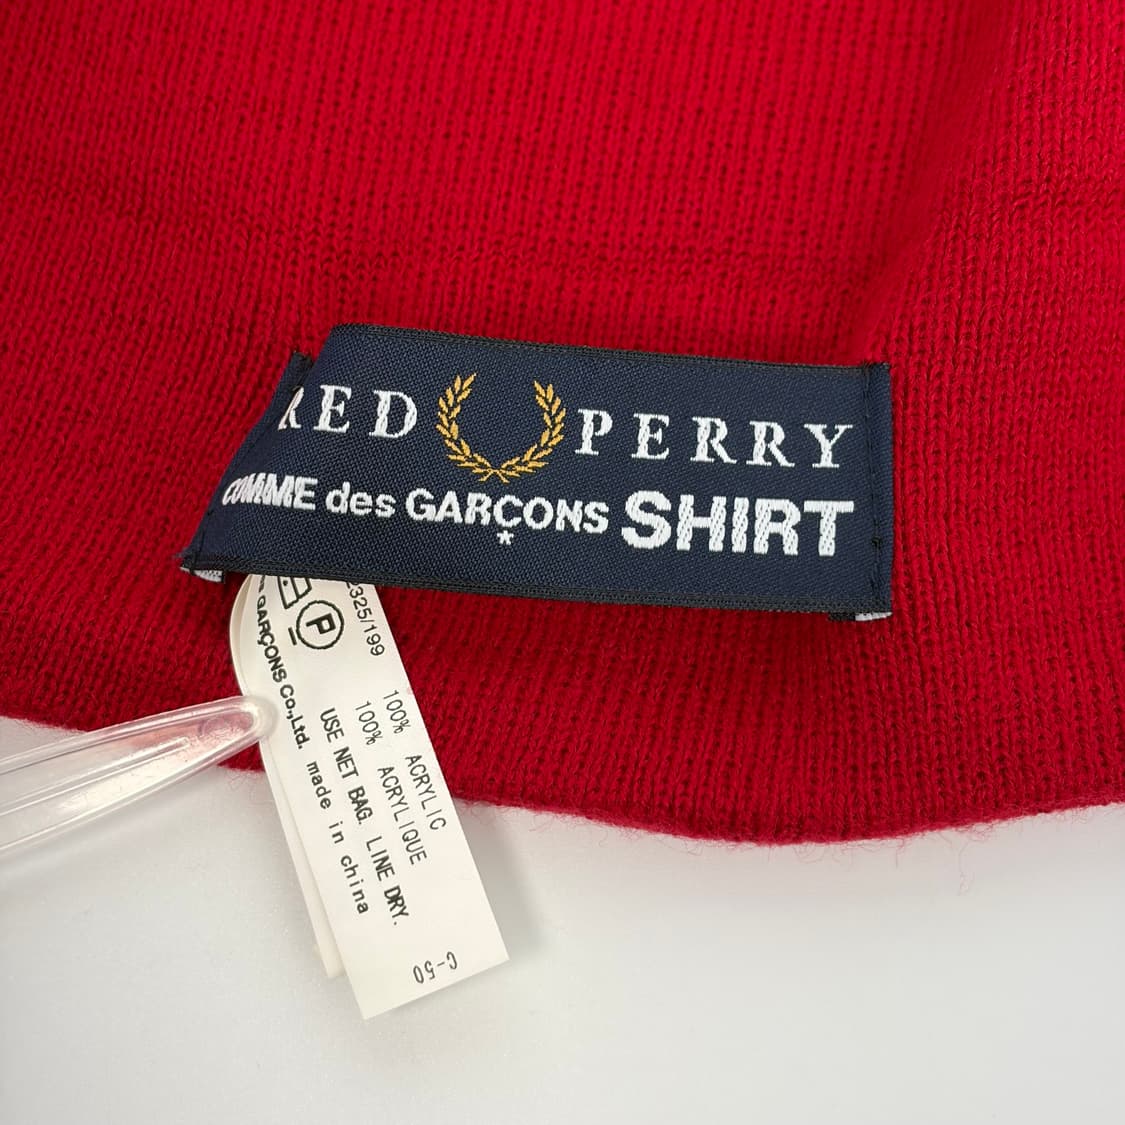 RED PERRY
COMME des GARÇONS SHIRT
*
P
325/199
100% ACRYLIC
100% ACRYLIQUE
USE NET BAG. LINE DRY.
GARÇONS Co.,Ltd. made in china
C-50